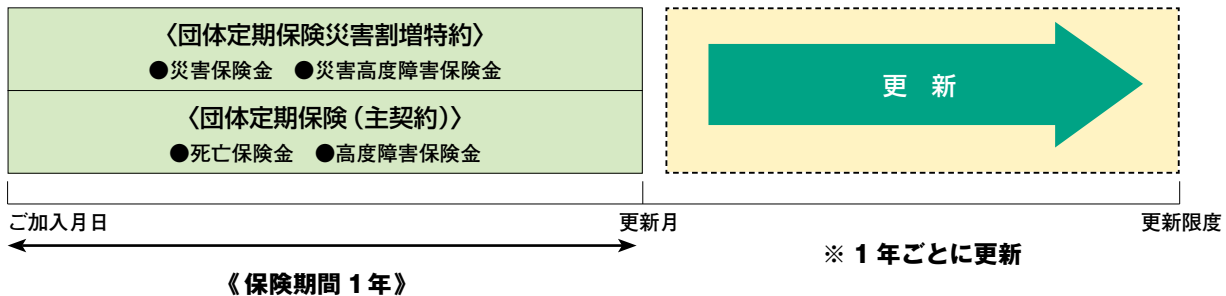 〈団体定期保険災害割増特約〉
●災害保険金 ●災害高度障害保険金
〈団体定期保険（主契約）〉
●死亡保険金 ●高度障害保険金
更 新
ご加入月日
更新月
更新限度
《保険期間1年》
※ 1年ごとに更新